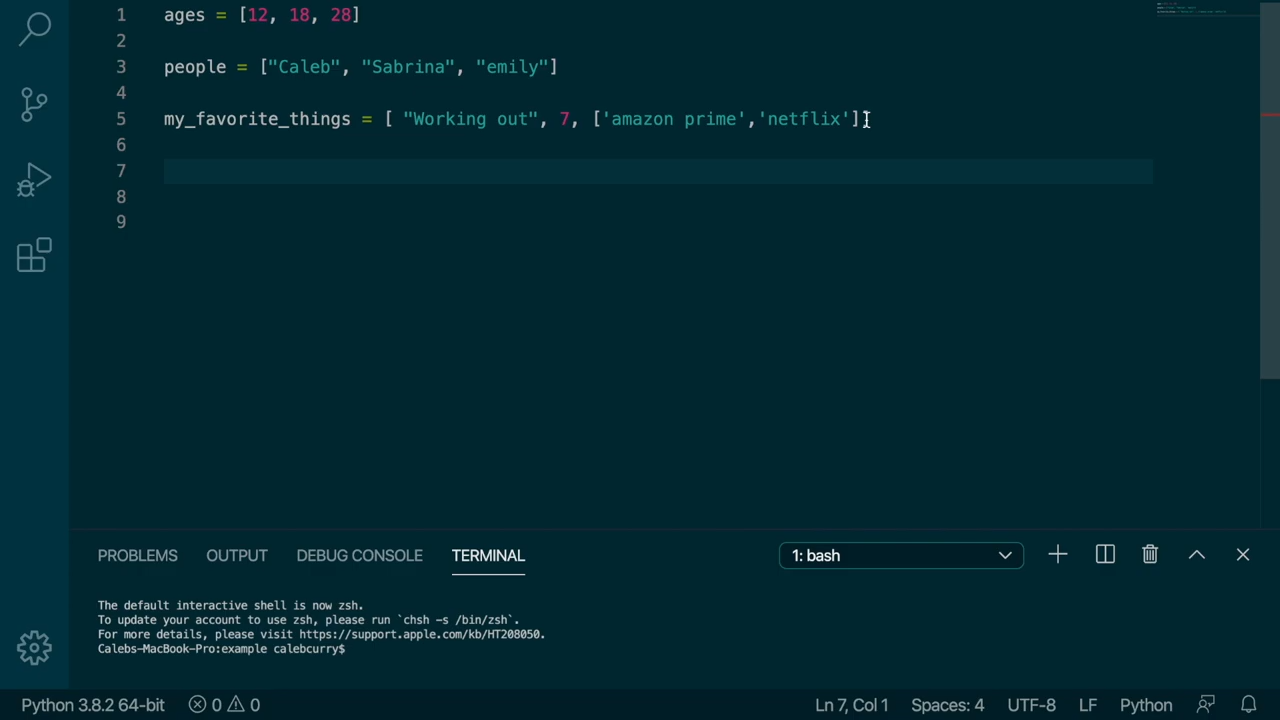 1 ages = [12, 18, 28]
2
3 people = ["Caleb", "Sabrina", "emily"]
4
5 my_favorite_things = [ "Working out", 7, ['amazon prime','netflix']]
6
7
8
9
PROBLEMS OUTPUT DEBUG CONSOLE TERMINAL 1: bash
The default interactive shell is now zsh.
To update your account to use zsh, please run `chsh -s /bin/zsh`.
For more details, please visit https://support.apple.com/kb/HT208050.
Calebs-MacBook-Pro:example calebcurry$
Python 3.8.2 64-bit 0 0 Ln 7, Col 1 Spaces: 4 UTF-8 LF Python